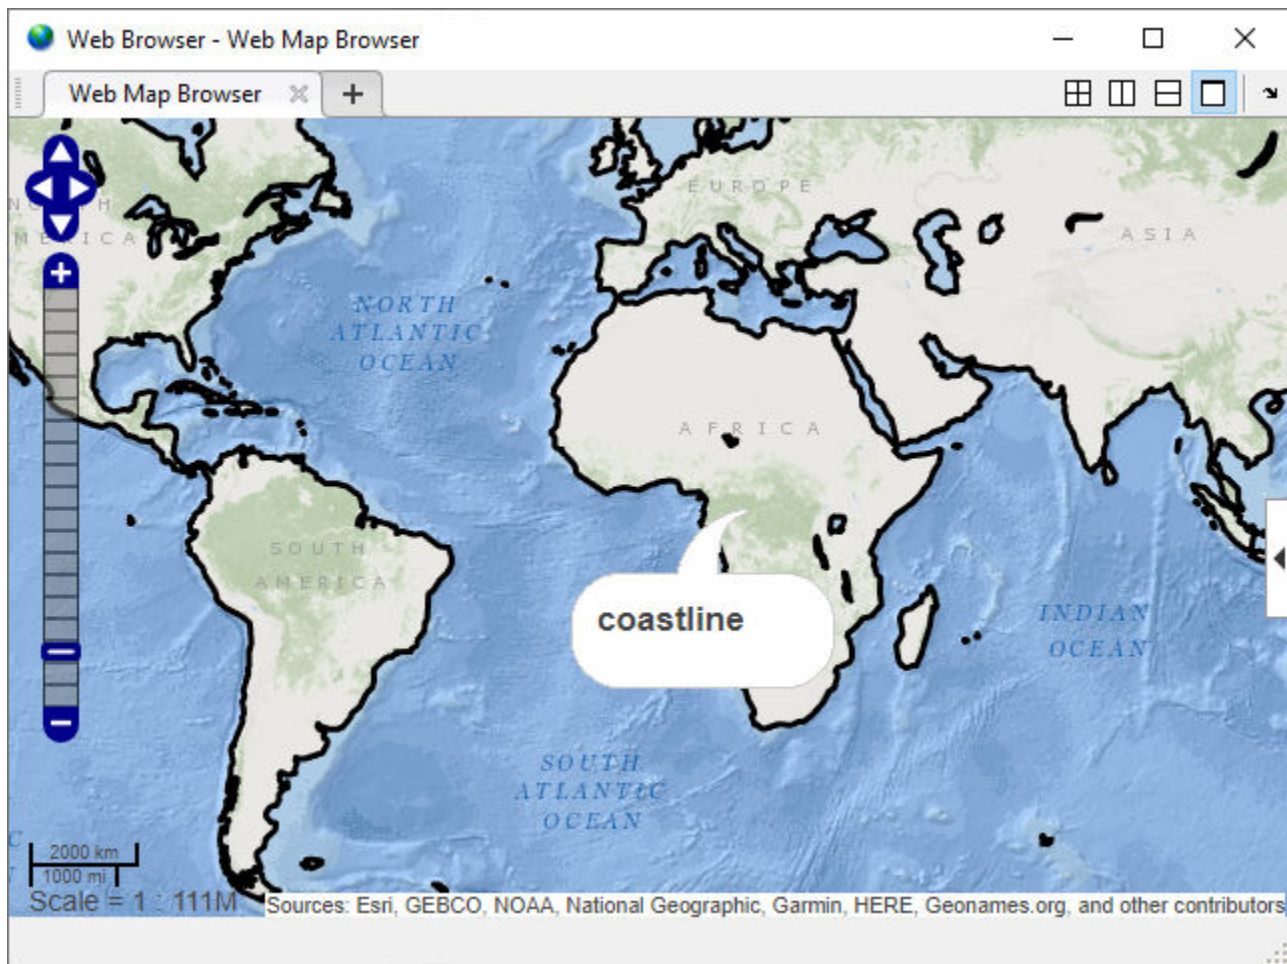 Web Browser - Web Map Browser
Web Map Browser
EUROPE
ASIA
NORTH
AMERICA
NORTH
ATLANTIC
OCEAN
AFRICA
SOUTH
AMERICA
coastline
INDIAN
OCEAN
SOUTH
ATLANTIC
OCEAN
2000 km
1000 mi
Scale = 1 : 111M
Sources: Esri, GEBCO, NOAA, National Geographic, Garmin, HERE, Geonames.org, and other contributors